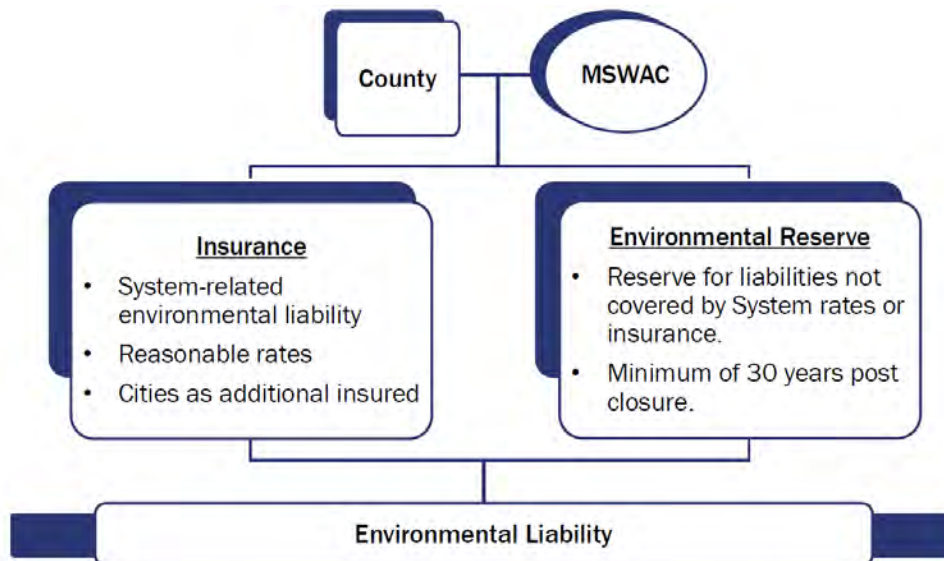 County
MSWAC
Insurance
• System-related
environmental liability
• Reasonable rates
• Cities as additional insured
Environmental Reserve
• Reserve for liabilities not
covered by System rates or
insurance.
• Minimum of 30 years post
closure.
Environmental Liability